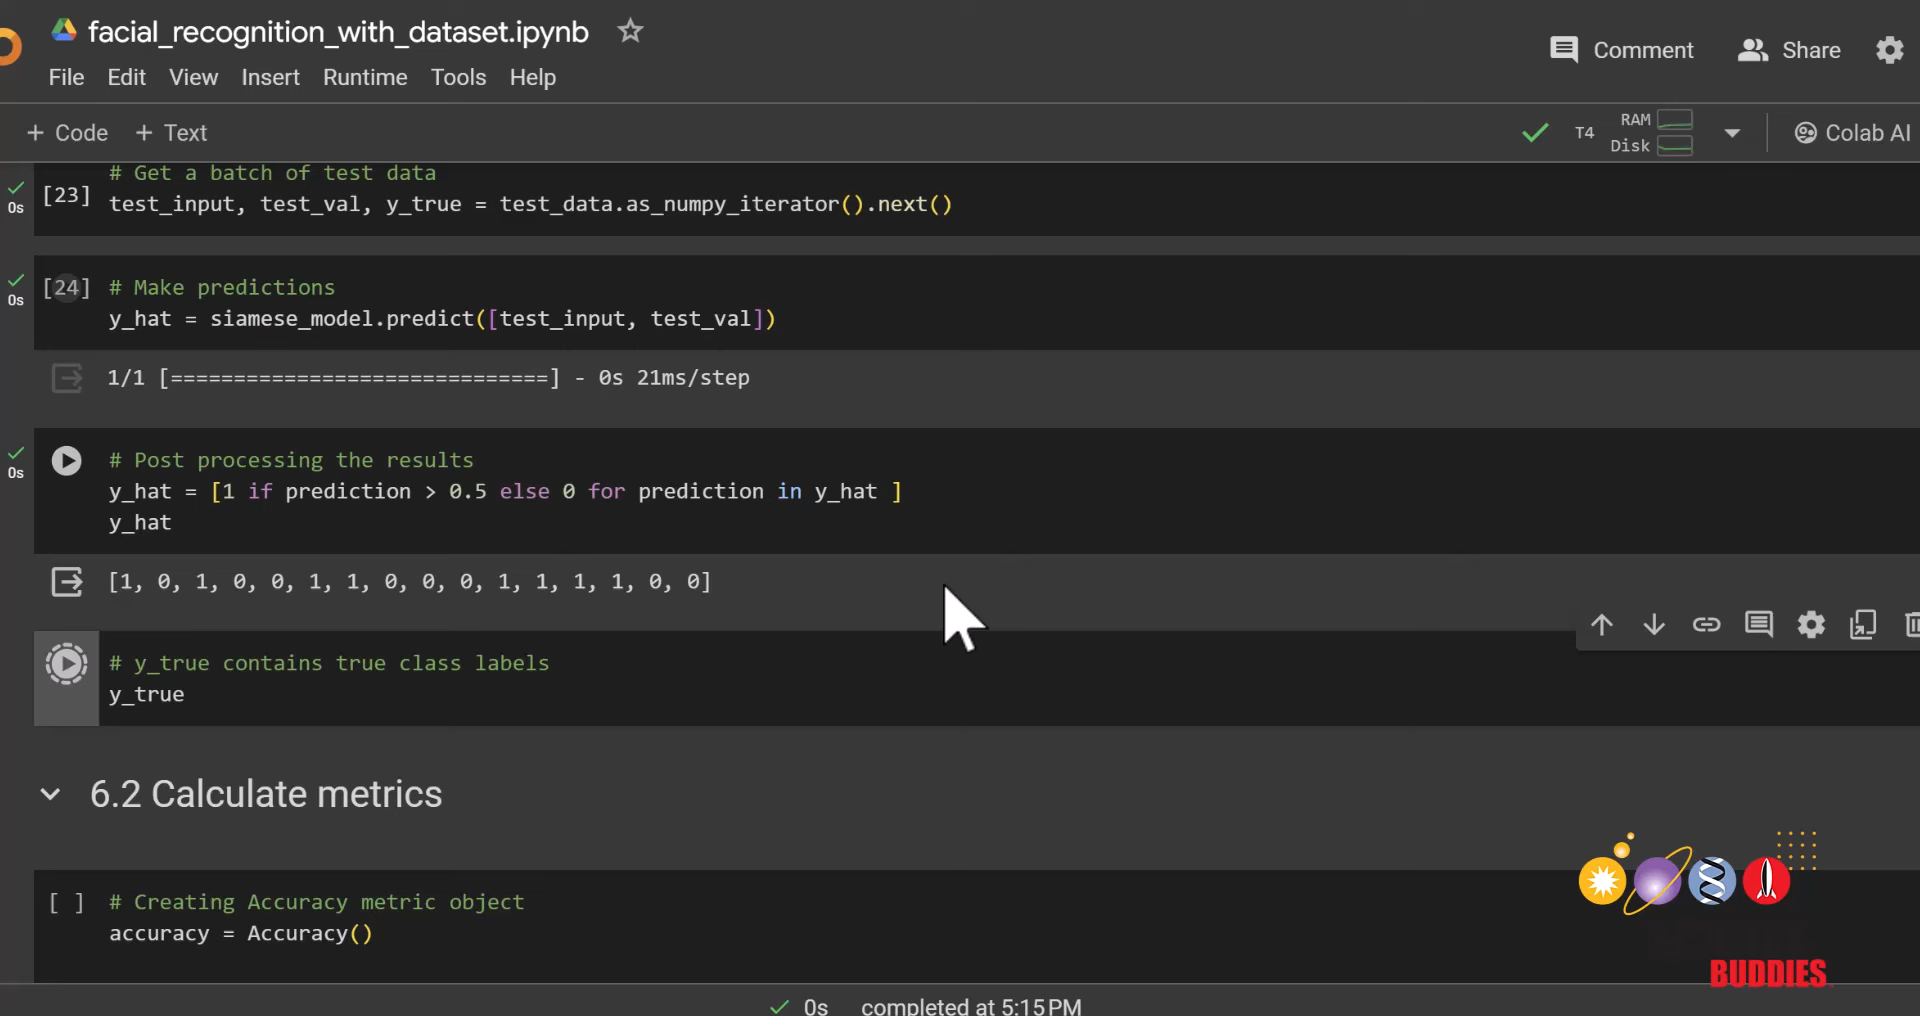 facial_recognition_with_dataset.ipynb
Comment
Share
File Edit View Insert Runtime Tools Help
+ Code + Text
T4
RAM
Disk
Colab AI
0s
[23]
# Get a batch of test data
test_input, test_val, y_true = test_data.as_numpy_iterator().next()
0s
[24]
# Make predictions
y_hat = siamese_model.predict([test_input, test_val])
1/1 [==============================] - 0s 21ms/step
0s
# Post processing the results
y_hat = [1 if prediction > 0.5 else 0 for prediction in y_hat ]
y_hat
[1, 0, 1, 0, 0, 1, 1, 0, 0, 0, 1, 1, 1, 1, 0, 0]
# y_true contains true class labels
y_true
6.2 Calculate metrics
[ ]
# Creating Accuracy metric object
accuracy = Accuracy()
BUDDIES
0s completed at 5:15 PM